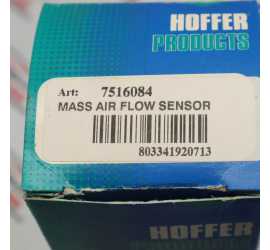 HOFFER
PRODUCTS
Art: 7516084
MASS AIR FLOW SENSOR
803341920713